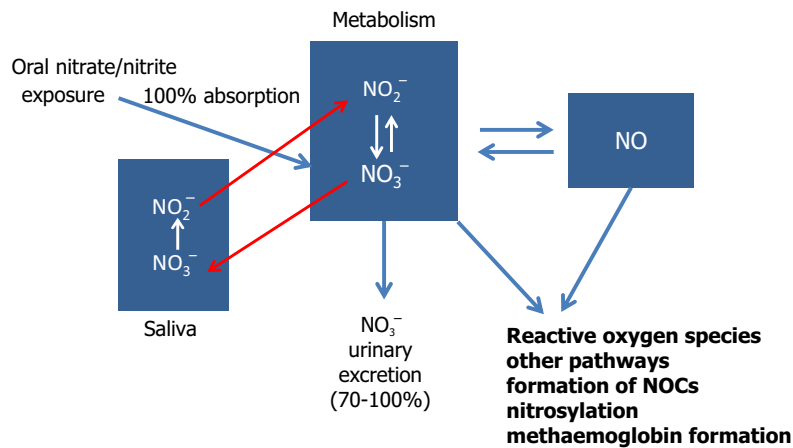 Metabolism
Oral nitrate/nitrite
exposure
100% absorption
NO₂⁻
NO₃⁻
NO
NO₂⁻
NO₃⁻
Saliva
NO₃⁻
urinary
excretion
(70-100%)
Reactive oxygen species
other pathways
formation of NOCs
nitrosylation
methaemoglobin formation